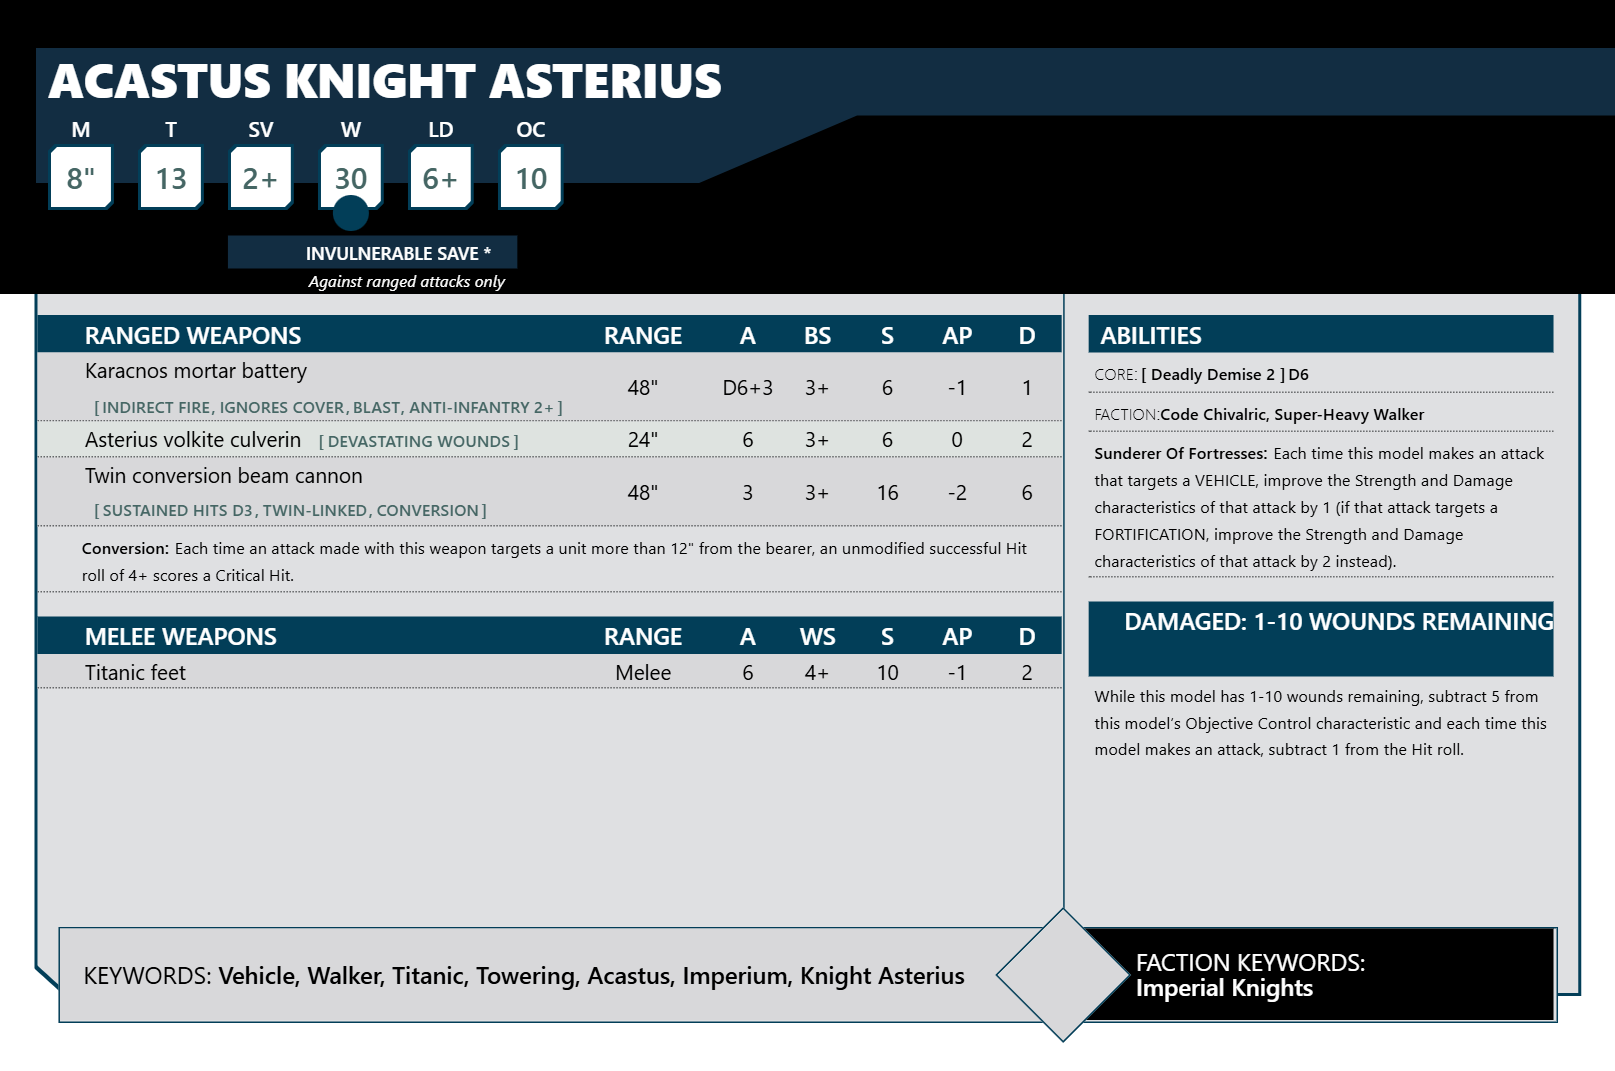 ACASTUS KNIGHT ASTERIUS
M T SV W LD OC
8" 13 2+ 30 6+ 10
INVULNERABLE SAVE *
Against ranged attacks only
RANGED WEAPONS RANGE A BS S AP D
Karacnos mortar battery
[ INDIRECT FIRE, IGNORES COVER, BLAST, ANTI-INFANTRY 2+ ]
48" D6+3 3+ 6 -1 1
Asterius volkite culverin [ DEVASTATING WOUNDS ] 24" 6 3+ 6 0 2
Twin conversion beam cannon
[ SUSTAINED HITS D3, TWIN-LINKED, CONVERSION ]
48" 3 3+ 16 -2 6
Conversion: Each time an attack made with this weapon targets a unit more than 12" from the bearer, an unmodified successful Hit
roll of 4+ scores a Critical Hit.
MELEE WEAPONS RANGE A WS S AP D
Titanic feet Melee 6 4+ 10 -1 2
ABILITIES
CORE: [ Deadly Demise 2 ] D6
FACTION:Code Chivalric, Super-Heavy Walker
Sunderer Of Fortresses: Each time this model makes an attack
that targets a VEHICLE, improve the Strength and Damage
characteristics of that attack by 1 (if that attack targets a
FORTIFICATION, improve the Strength and Damage
characteristics of that attack by 2 instead).
DAMAGED: 1-10 WOUNDS REMAINING
While this model has 1-10 wounds remaining, subtract 5 from
this model’s Objective Control characteristic and each time this
model makes an attack, subtract 1 from the Hit roll.
KEYWORDS: Vehicle, Walker, Titanic, Towering, Acastus, Imperium, Knight Asterius
FACTION KEYWORDS:
Imperial Knights